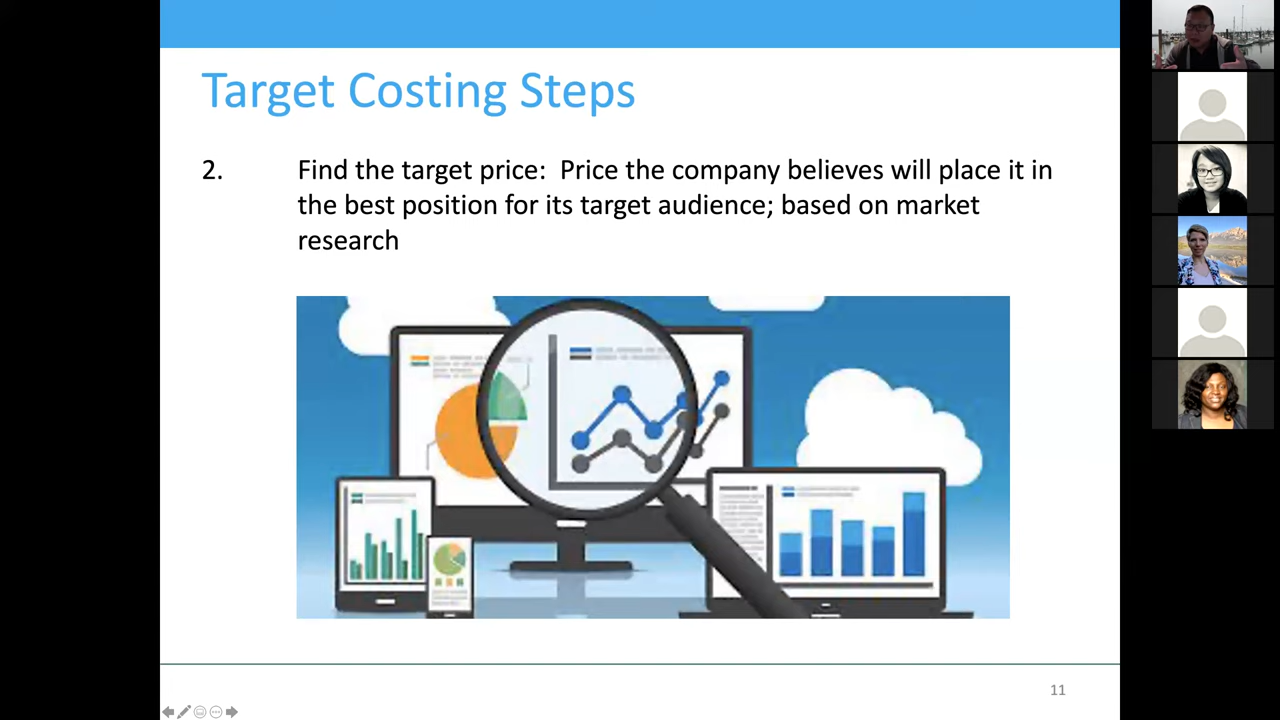 Target Costing Steps
2. Find the target price: Price the company believes will place it in
the best position for its target audience; based on market
research
11